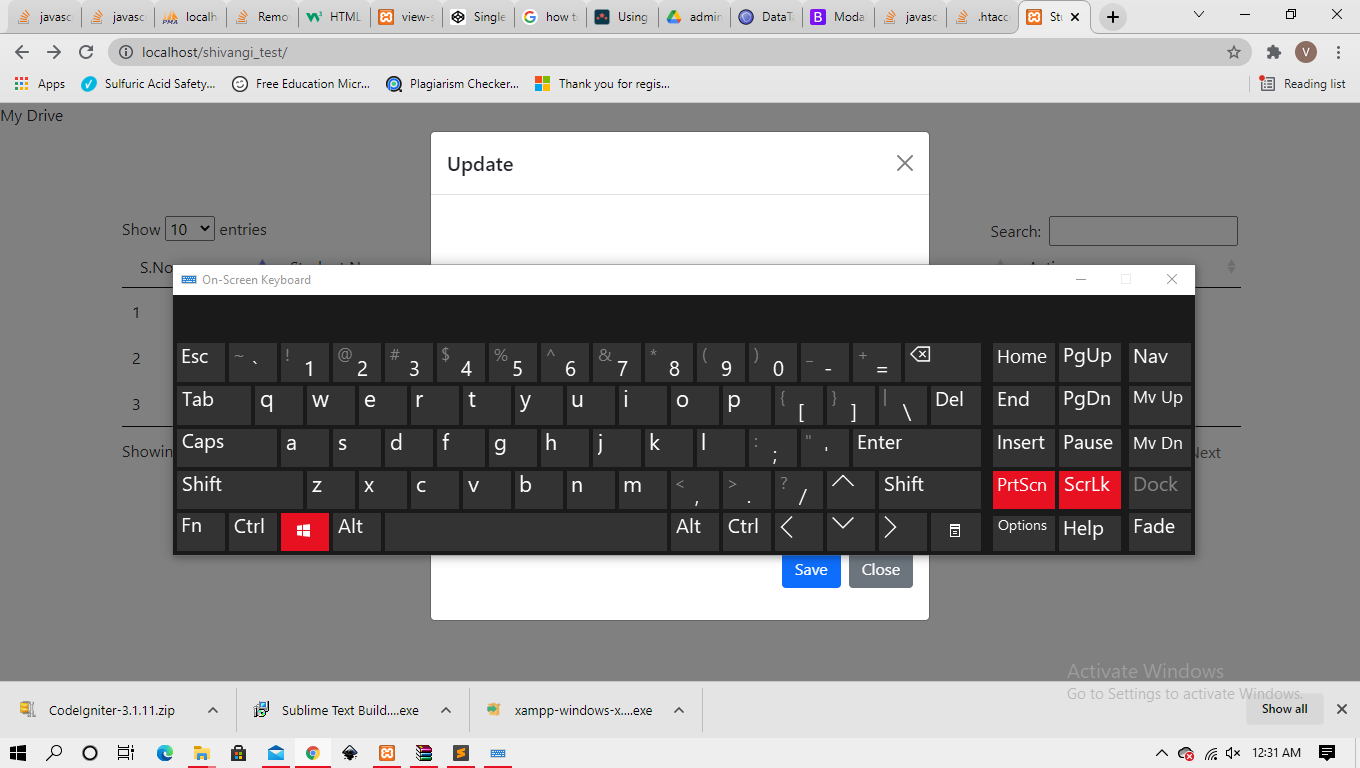 javasc javasc localh Remo HTML view-s Single how t Using admin DataT Moda javasc .htacc St
localhost/shivangi_test/ V
Apps Sulfuric Acid Safety... Free Education Micr... Plagiarism Checker... Thank you for regis... Reading list
My Drive
Update
Show 10 entries Search:
S.No
On-Screen Keyboard
1
2
3
Showin
Next
Esc ~ ` ! 1 @ 2 # 3 $ 4 % 5 ^ 6 & 7 * 8 ( 9 ) 0 _ - + = Home PgUp Nav
Tab q w e r t y u i o p { [ } ] | \ Del End PgDn Mv Up
Caps a s d f g h j k l : ; " ' Enter Insert Pause Mv Dn
Shift z x c v b n m < , > . ? / Shift PrtScn ScrLk Dock
Fn Ctrl Alt Alt Ctrl Options Help Fade
Save Close
Activate Windows
Go to Settings to activate Windows.
CodeIgniter-3.1.11.zip Sublime Text Build....exe xampp-windows-x....exe Show all
12:31 AM